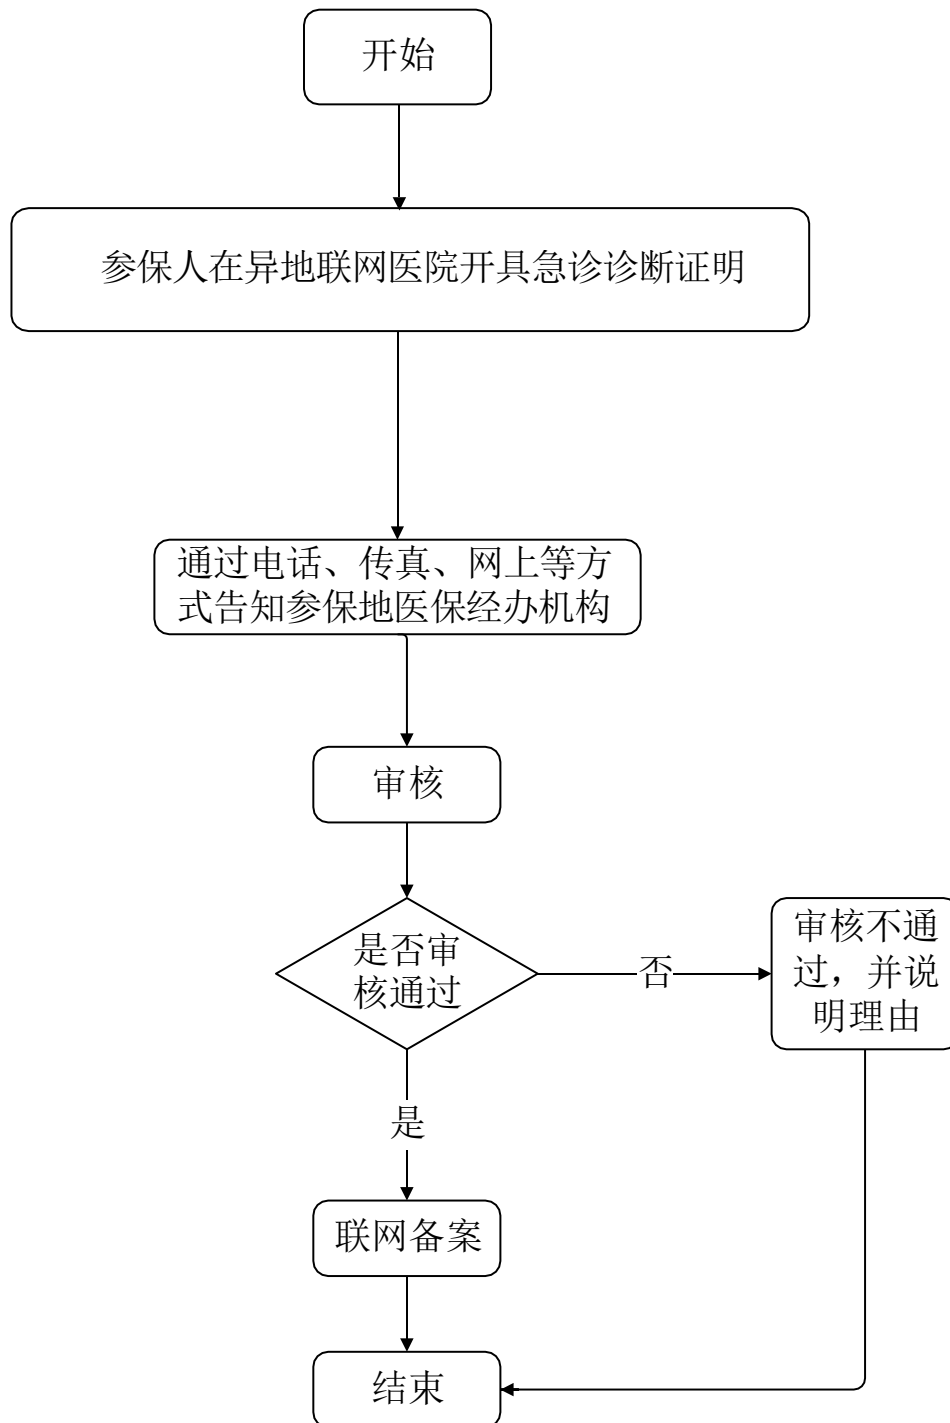 开始
参保人在异地联网医院开具急诊诊断证明
通过电话、传真、网上等方
式告知参保地医保经办机构
审核
是否审
核通过
否
审核不通
过，并说
明理由
是
联网备案
结束